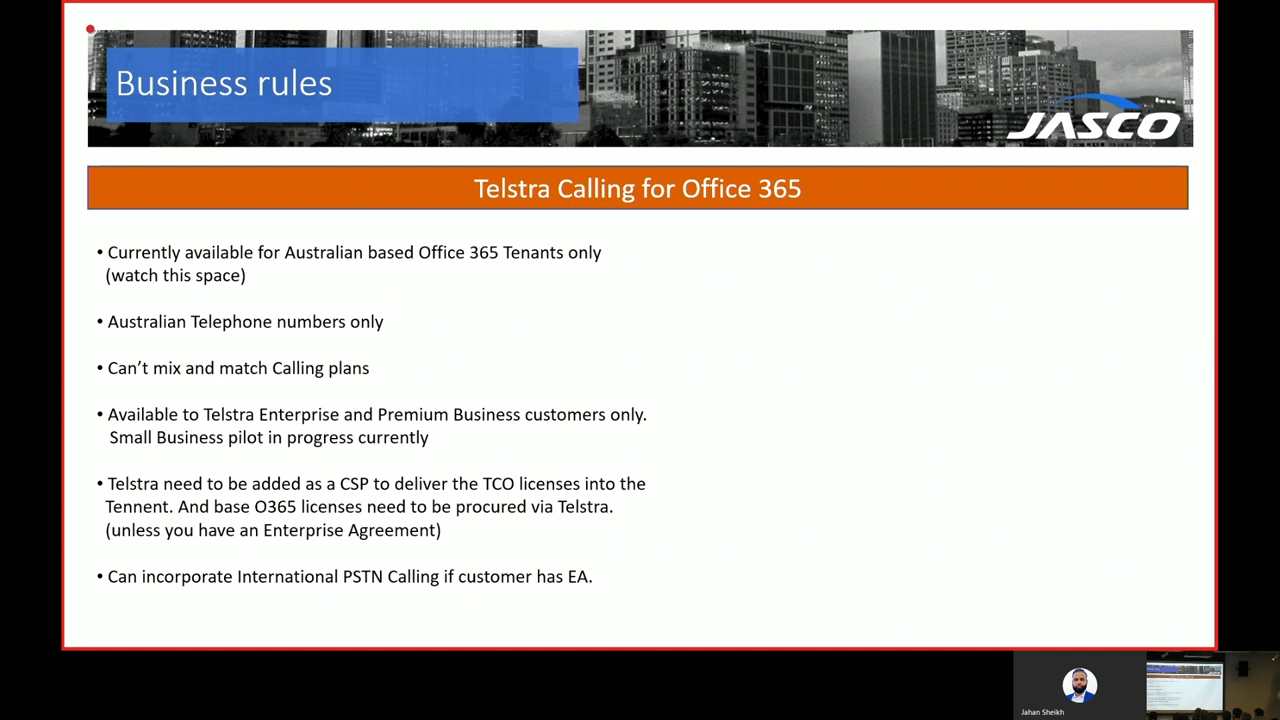 Business rules
JASCO
Telstra Calling for Office 365
• Currently available for Australian based Office 365 Tenants only
(watch this space)
• Australian Telephone numbers only
• Can't mix and match Calling plans
• Available to Telstra Enterprise and Premium Business customers only.
Small Business pilot in progress currently
• Telstra need to be added as a CSP to deliver the TCO licenses into the
Tennent. And base O365 licenses need to be procured via Telstra.
(unless you have an Enterprise Agreement)
• Can incorporate International PSTN Calling if customer has EA.
Jahan Sheikh